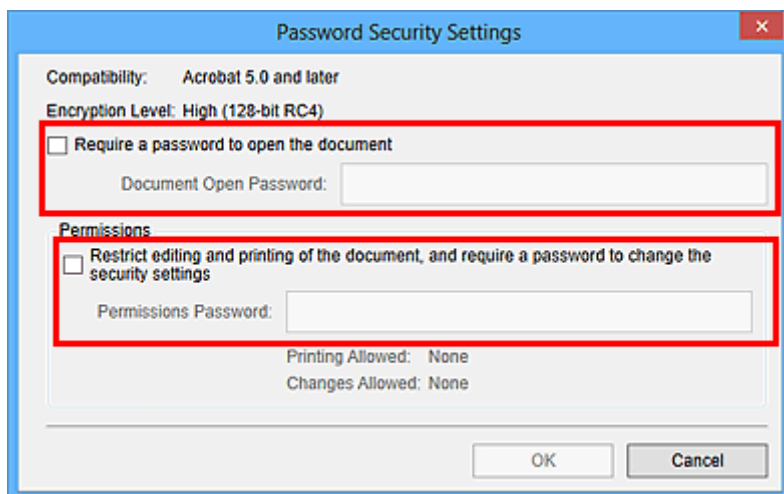 Password Security Settings
Compatibility: Acrobat 5.0 and later
Encryption Level: High (128-bit RC4)
Require a password to open the document
Document Open Password:
Permissions
Restrict editing and printing of the document, and require a password to change the
security settings
Permissions Password:
Printing Allowed: None
Changes Allowed: None
OK Cancel